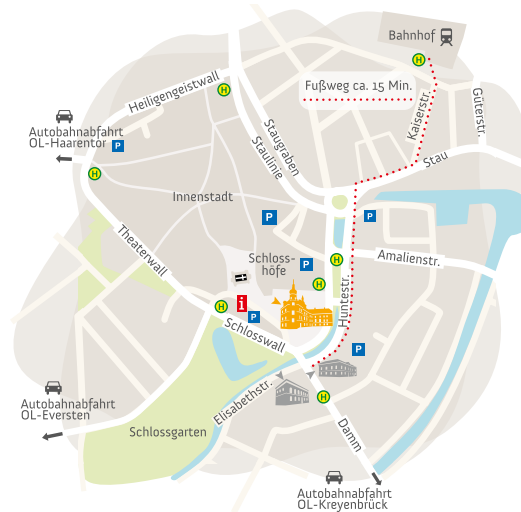 Bahnhof
H
Heiligengeistwall
H
Fußweg ca. 15 Min.
Kaiserstr.
Güterstr.
Staugraben
Staulinie
Stau
Autobahnabfahrt
OL-Haarentor
P
H
Innenstadt
P
P
Theaterwall
Schloss-
höfe
P
H
Amalienstr.
H
i
H
P
Schlosswall
Huntestr.
P
Elisabethstr.
H
Autobahnabfahrt
OL-Eversten
Schlossgarten
Damm
Autobahnabfahrt
OL-Kreyenbrück